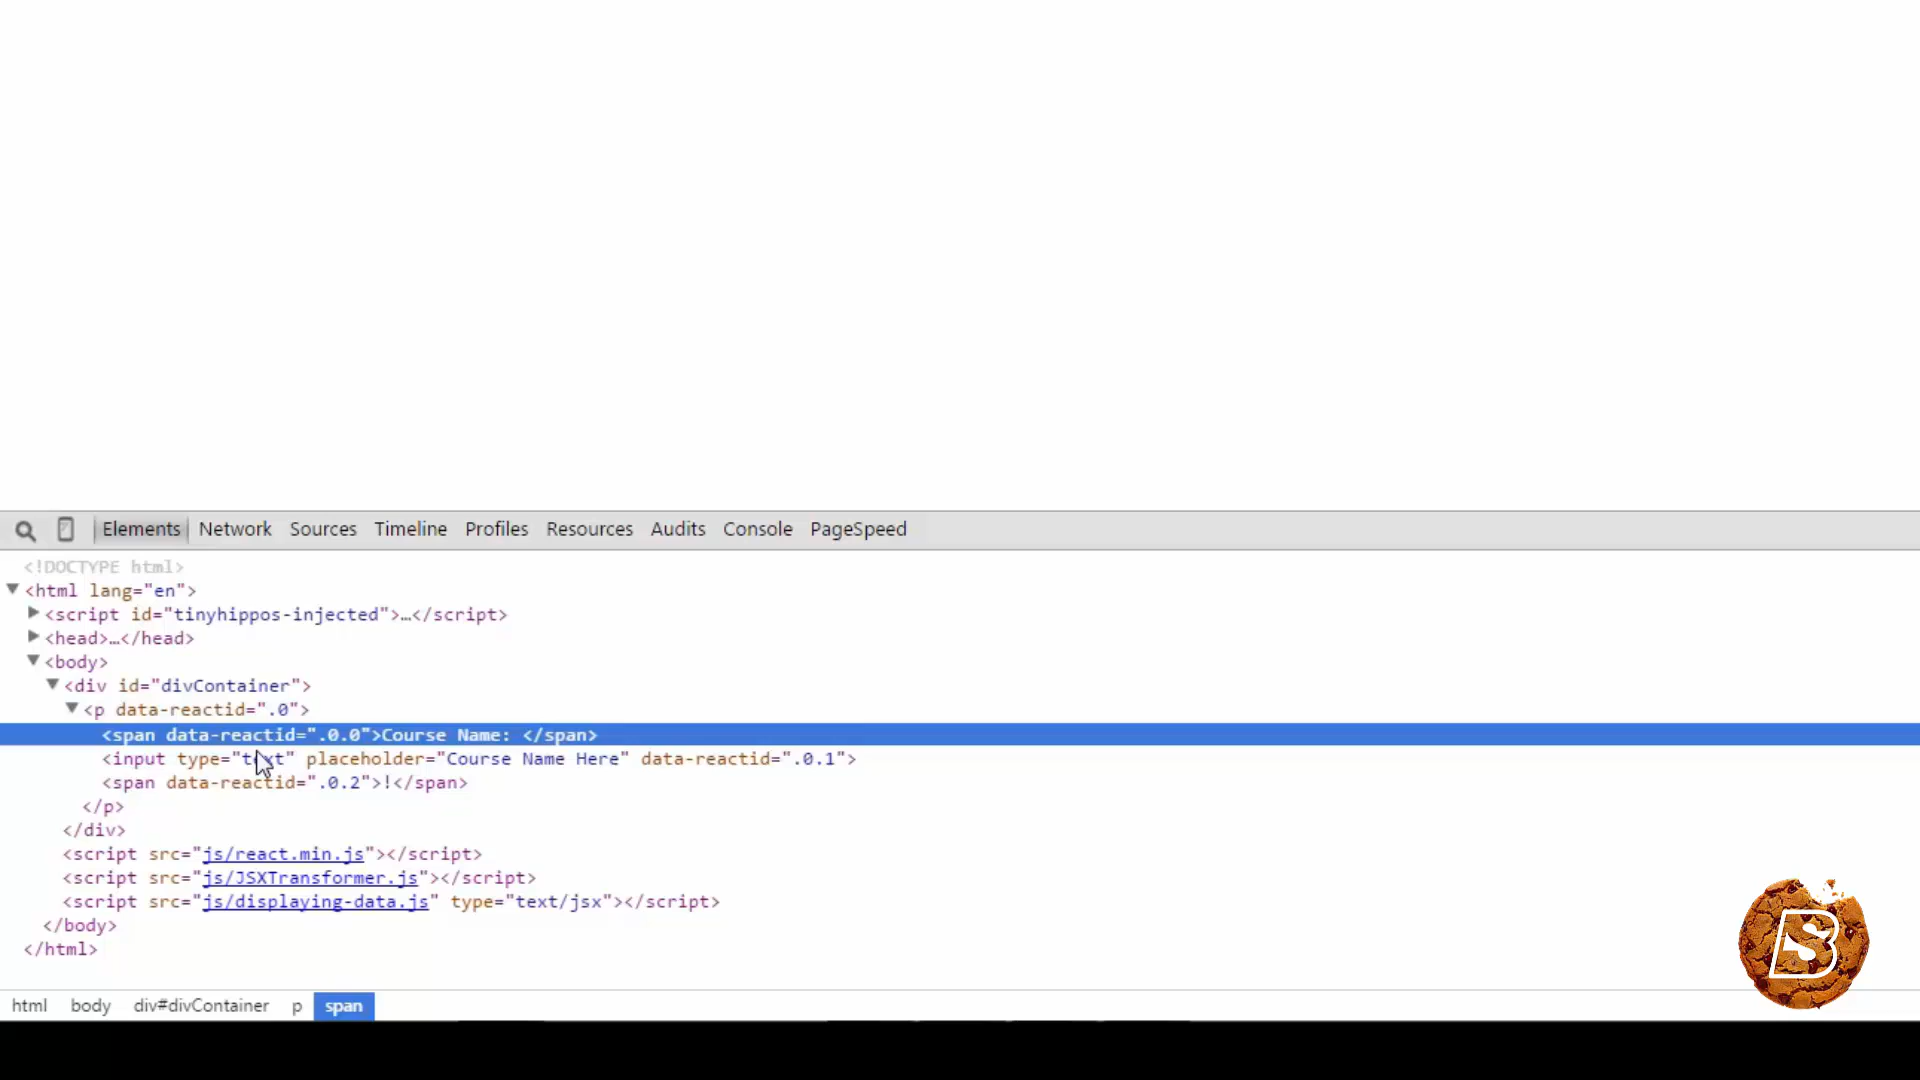 Elements Network Sources Timeline Profiles Resources Audits Console PageSpeed
<!DOCTYPE html>
<html lang="en">
<script id="tinyhippos-injected">…</script>
<head>…</head>
<body>
<div id="divContainer">
<p data-reactid=".0">
<span data-reactid=".0.0">Course Name: </span>
<input type="text" placeholder="Course Name Here" data-reactid=".0.1">
<span data-reactid=".0.2">!</span>
</p>
</div>
<script src="js/react.min.js"></script>
<script src="js/JSXTransformer.js"></script>
<script src="js/displaying-data.js" type="text/jsx"></script>
</body>
</html>
html body div#divContainer p span